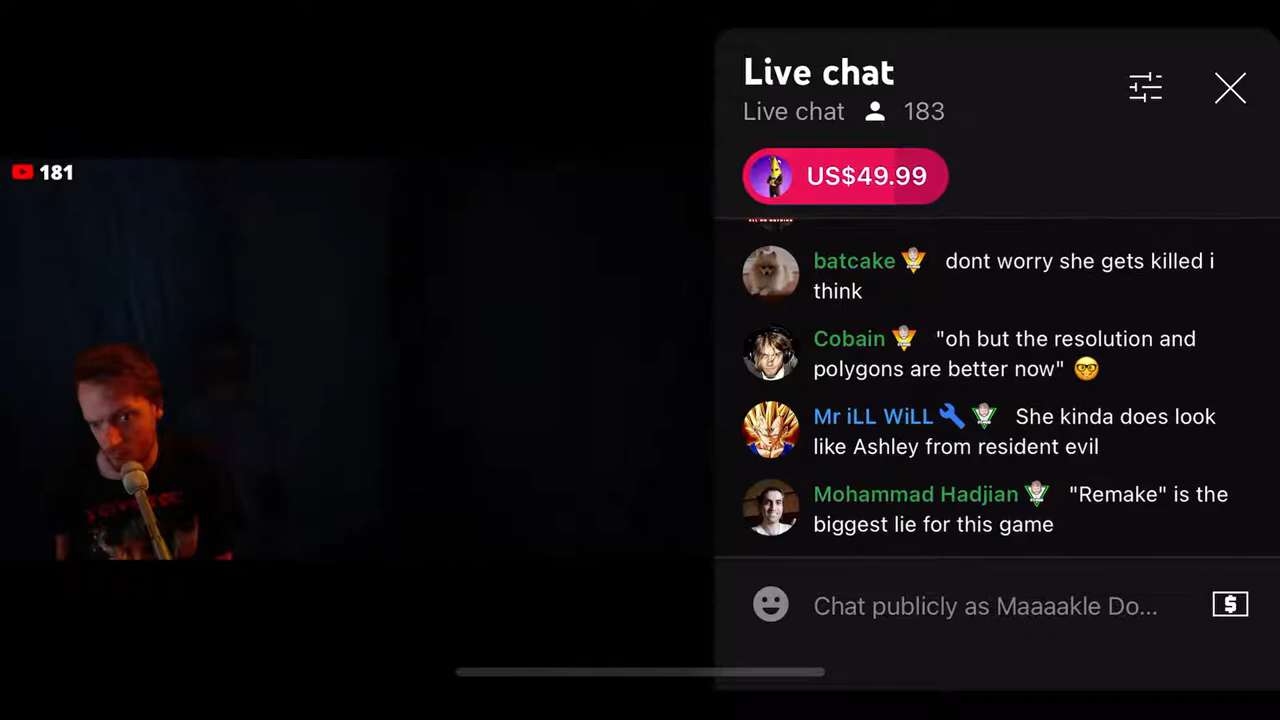 Live chat
Live chat 183
US$49.99
181
batcake dont worry she gets killed i
think
Cobain "oh but the resolution and
polygons are better now" 🤓
Mr iLL WiLL She kinda does look
like Ashley from resident evil
Mohammad Hadjian "Remake" is the
biggest lie for this game
Chat publicly as Maaaakle Do...